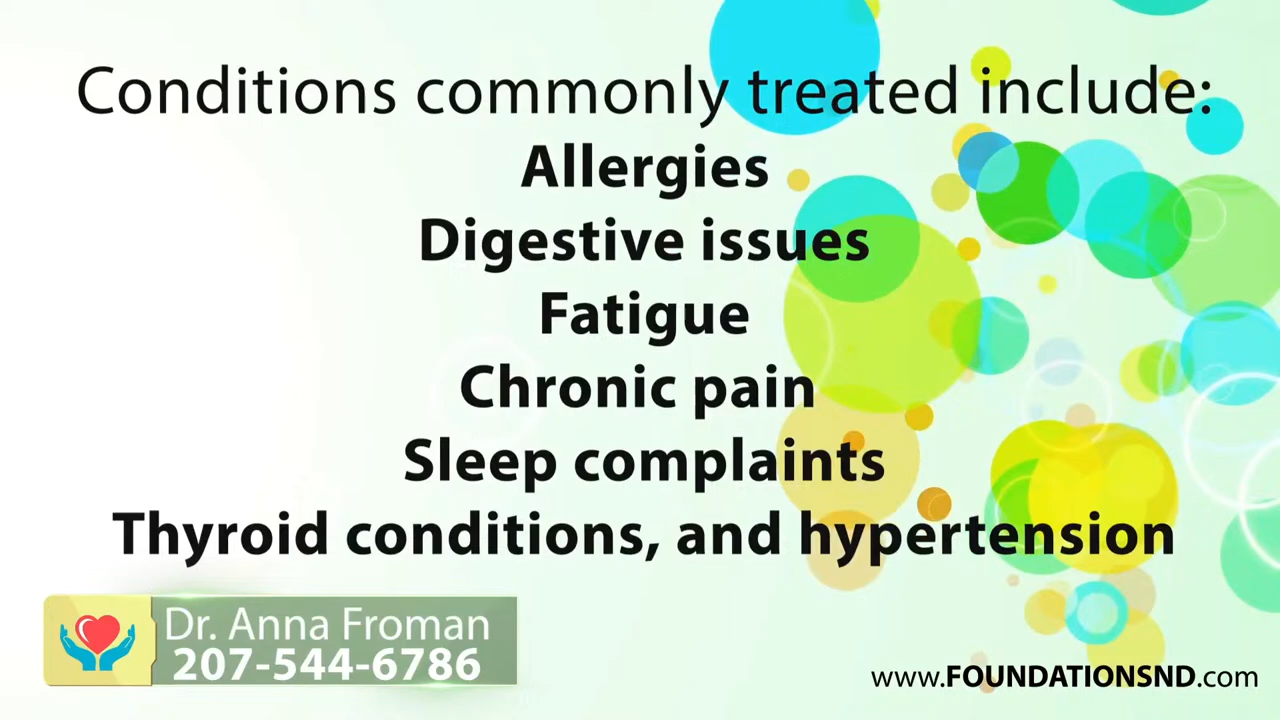 Conditions commonly treated include:
Allergies
Digestive issues
Fatigue
Chronic pain
Sleep complaints
Thyroid conditions, and hypertension
Dr. Anna Froman
207-544-6786
www.FOUNDATIONSND.com